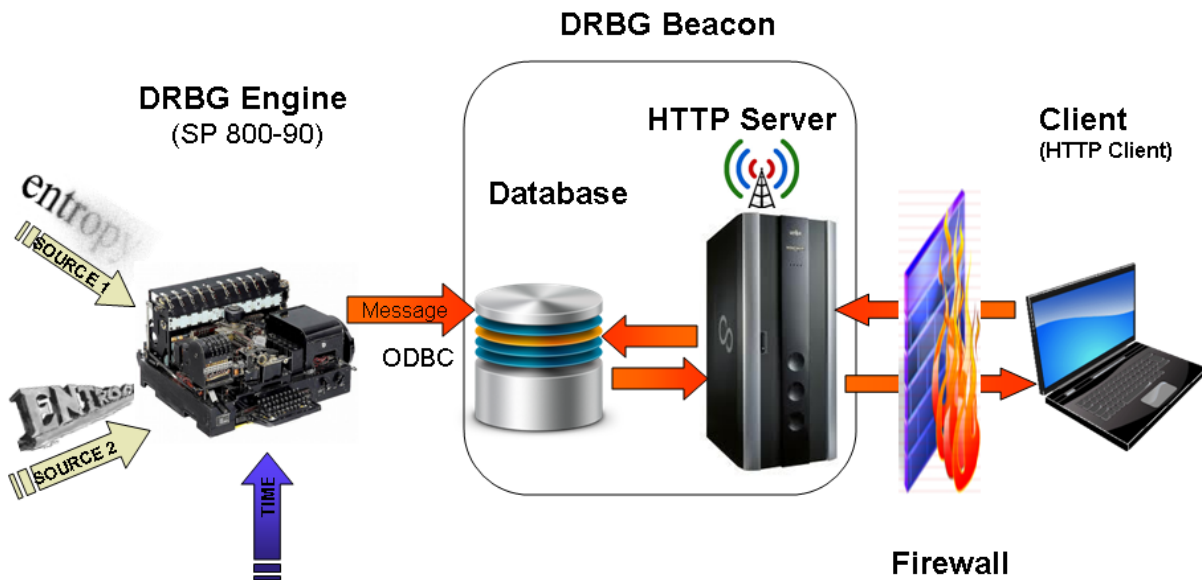 DRBG Beacon
DRBG Engine
(SP 800-90)
HTTP Server
Client
(HTTP Client)
Database
entropy
SOURCE 1
Message
ODBC
SOURCE 2
TIME
Firewall